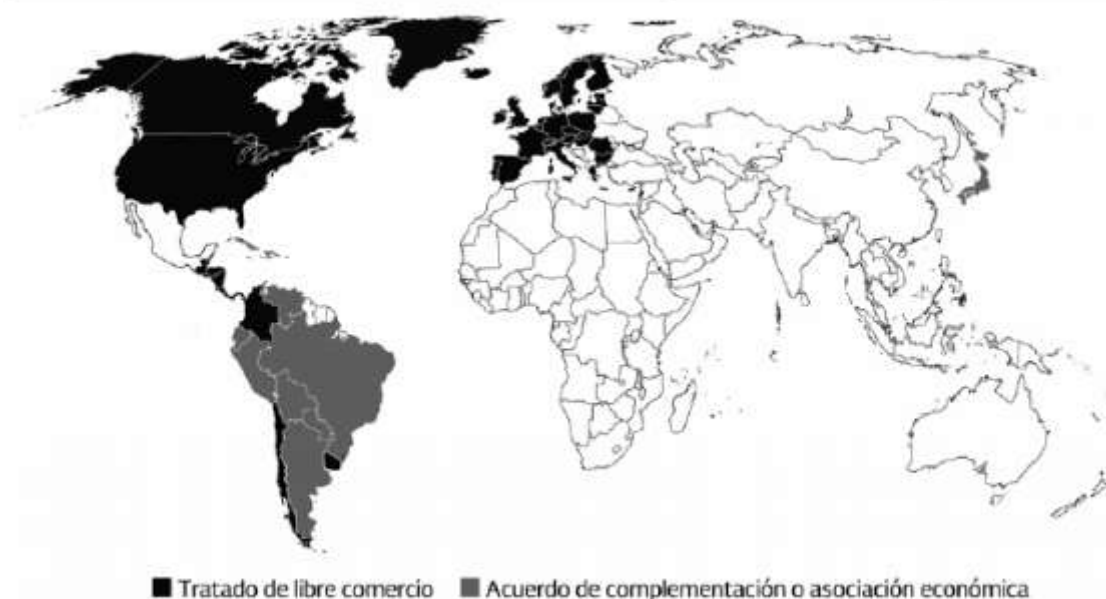 Tratado de libre comercio
Acuerdo de complementación o asociación económica